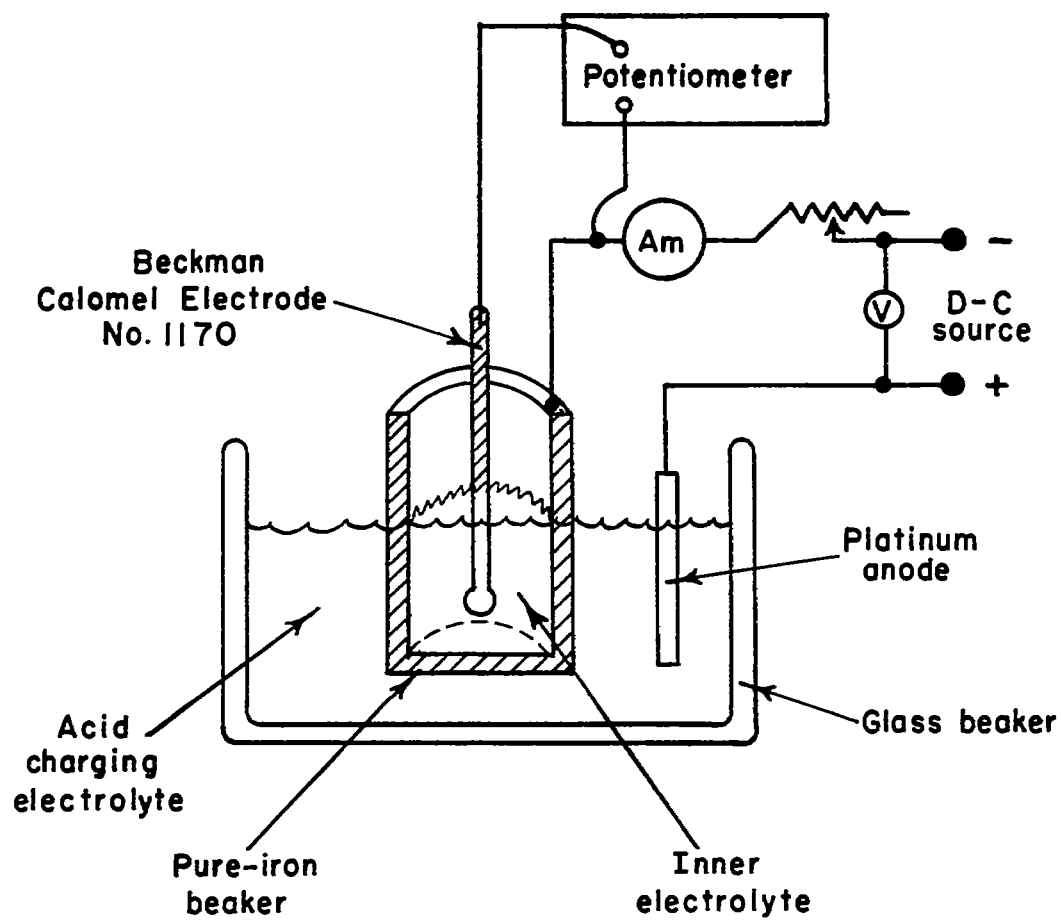 Potentiometer
Am
-
Beckman
Calomel Electrode
No. 1170
V
D-C
source
+
Platinum
anode
Glass beaker
Acid
charging
electrolyte
Pure-iron
beaker
Inner
electrolyte